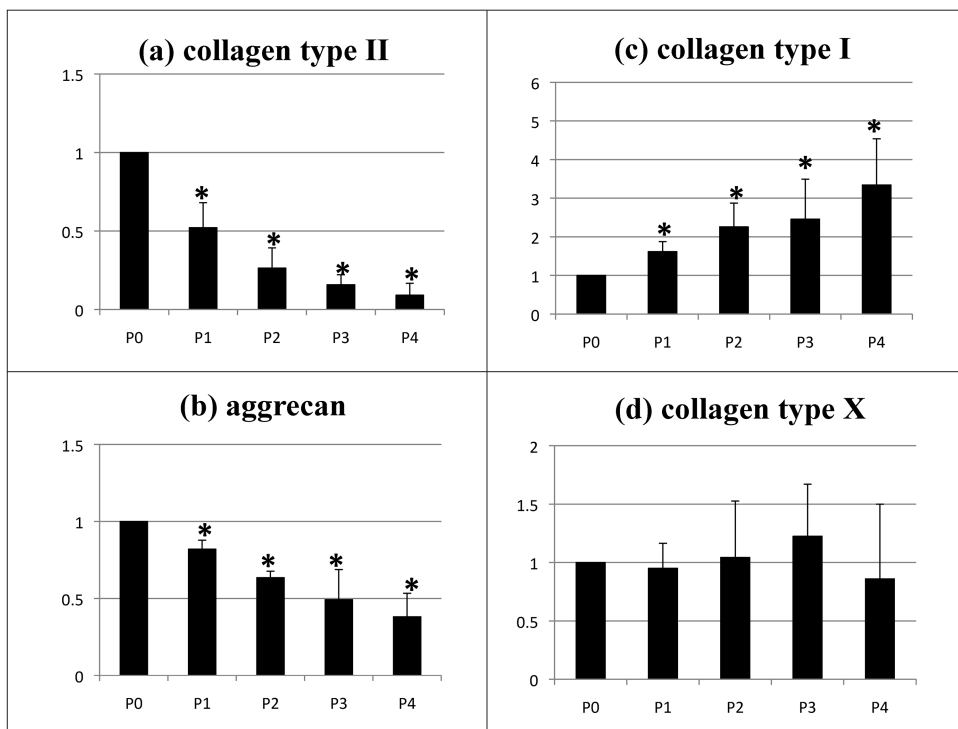 (a) collagen type II
1.5
1
0.5
0
* * * *
P0 P1 P2 P3 P4
(c) collagen type I
6
5
4
3
2
1
0
* * * *
P0 P1 P2 P3 P4
(b) aggrecan
1.5
1
0.5
0
* * * *
P0 P1 P2 P3 P4
(d) collagen type X
2
1.5
1
0.5
0
P0 P1 P2 P3 P4